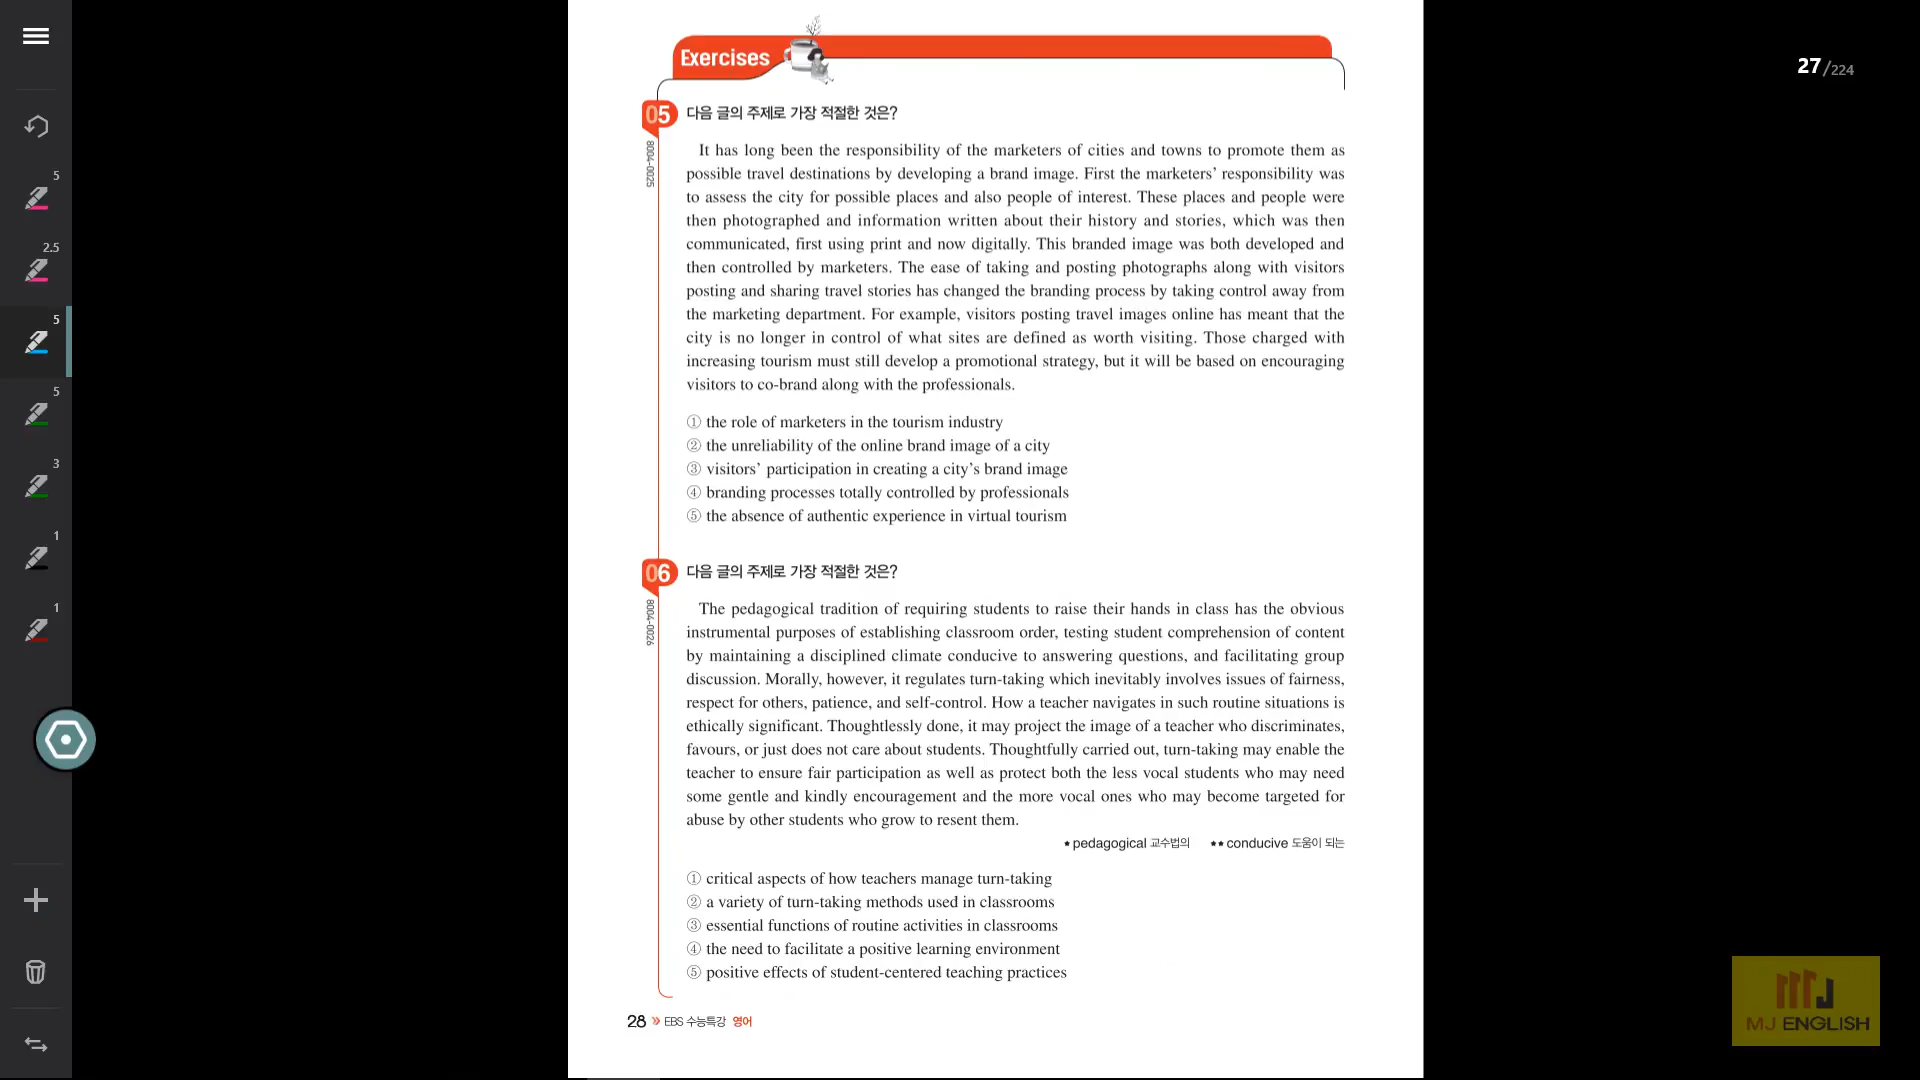 Exercises
27/224
05 다음 글의 주제로 가장 적절한 것은?
8004-0025
It has long been the responsibility of the marketers of cities and towns to promote them as
possible travel destinations by developing a brand image. First the marketers' responsibility was
to assess the city for possible places and also people of interest. These places and people were
then photographed and information written about their history and stories, which was then
communicated, first using print and now digitally. This branded image was both developed and
then controlled by marketers. The ease of taking and posting photographs along with visitors
posting and sharing travel stories has changed the branding process by taking control away from
the marketing department. For example, visitors posting travel images online has meant that the
city is no longer in control of what sites are defined as worth visiting. Those charged with
increasing tourism must still develop a promotional strategy, but it will be based on encouraging
visitors to co-brand along with the professionals.
① the role of marketers in the tourism industry
② the unreliability of the online brand image of a city
③ visitors' participation in creating a city's brand image
④ branding processes totally controlled by professionals
⑤ the absence of authentic experience in virtual tourism
06 다음 글의 주제로 가장 적절한 것은?
8004-0026
The pedagogical tradition of requiring students to raise their hands in class has the obvious
instrumental purposes of establishing classroom order, testing student comprehension of content
by maintaining a disciplined climate conducive to answering questions, and facilitating group
discussion. Morally, however, it regulates turn-taking which inevitably involves issues of fairness,
respect for others, patience, and self-control. How a teacher navigates in such routine situations is
ethically significant. Thoughtlessly done, it may project the image of a teacher who discriminates,
favours, or just does not care about students. Thoughtfully carried out, turn-taking may enable the
teacher to ensure fair participation as well as protect both the less vocal students who may need
some gentle and kindly encouragement and the more vocal ones who may become targeted for
abuse by other students who grow to resent them.
★ pedagogical 교수법의 ★★ conducive 도움이 되는
① critical aspects of how teachers manage turn-taking
② a variety of turn-taking methods used in classrooms
③ essential functions of routine activities in classrooms
④ the need to facilitate a positive learning environment
⑤ positive effects of student-centered teaching practices
28 » EBS 수능특강 영어
5
2.5
5
5
3
1
1
MJ ENGLISH